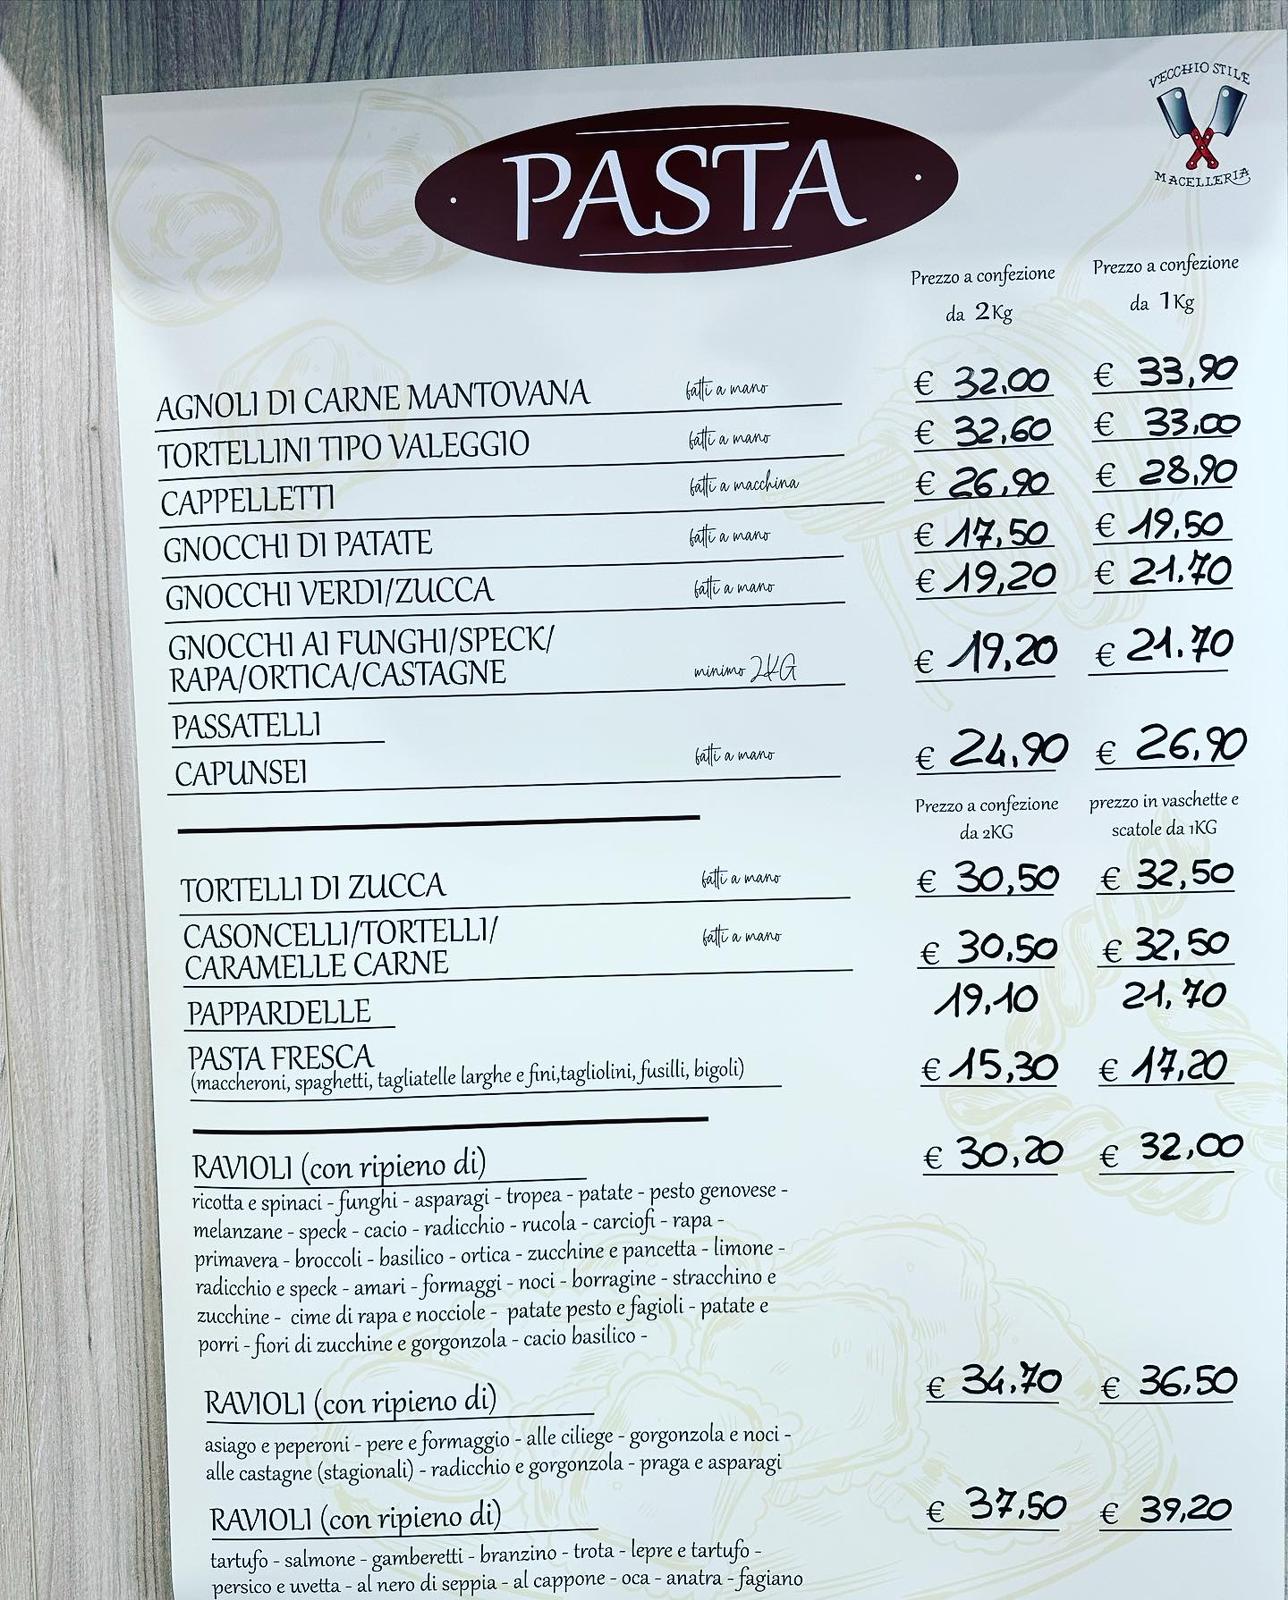 VECCHIO STILE
MACELLERIA
PASTA
Prezzo a confezione da 2Kg
Prezzo a confezione da 1Kg
AGNOLI DI CARNE MANTOVANA fatti a mano € 32,00 € 33,90
TORTELLINI TIPO VALEGGIO fatti a mano € 32,60 € 33,00
CAPPELLETTI fatti a macchina € 26,90 € 28,90
GNOCCHI DI PATATE fatti a mano € 17,50 € 19,50
GNOCCHI VERDI/ZUCCA fatti a mano € 19,20 € 21.70
GNOCCHI AI FUNGHI/SPECK/
RAPA/ORTICA/CASTAGNE minimo 2KG € 19,20 € 21.70
PASSATELLI
CAPUNSEI fatti a mano € 24,90 € 26,90
Prezzo a confezione da 2KG
prezzo in vaschette e scatole da 1KG
TORTELLI DI ZUCCA fatti a mano € 30,50 € 32,50
CASONCELLI/TORTELLI/
CARAMELLE CARNE fatti a mano € 30,50 € 32,50
PAPPARDELLE 19,10 21,70
PASTA FRESCA € 15,30 € 17,20
(maccheroni, spaghetti, tagliatelle larghe e fini,tagliolini, fusilli, bigoli)
RAVIOLI (con ripieno di) € 30,20 € 32,00
ricotta e spinaci - funghi - asparagi - tropea - patate - pesto genovese -
melanzane - speck - cacio - radicchio - rucola - carciofi - rapa -
primavera - broccoli - basilico - ortica - zucchine e pancetta - limone -
radicchio e speck - amari - formaggi - noci - borragine - stracchino e
zucchine - cime di rapa e nocciole - patate pesto e fagioli - patate e
porri - fiori di zucchine e gorgonzola - cacio basilico -
RAVIOLI (con ripieno di) € 34,70 € 36,50
asiago e peperoni - pere e formaggio - alle ciliege - gorgonzola e noci -
alle castagne (stagionali) - radicchio e gorgonzola - praga e asparagi
RAVIOLI (con ripieno di) € 37,50 € 39,20
tartufo - salmone - gamberetti - branzino - trota - lepre e tartufo -
persico e uvetta - al nero di seppia - al cappone - oca - anatra - fagiano